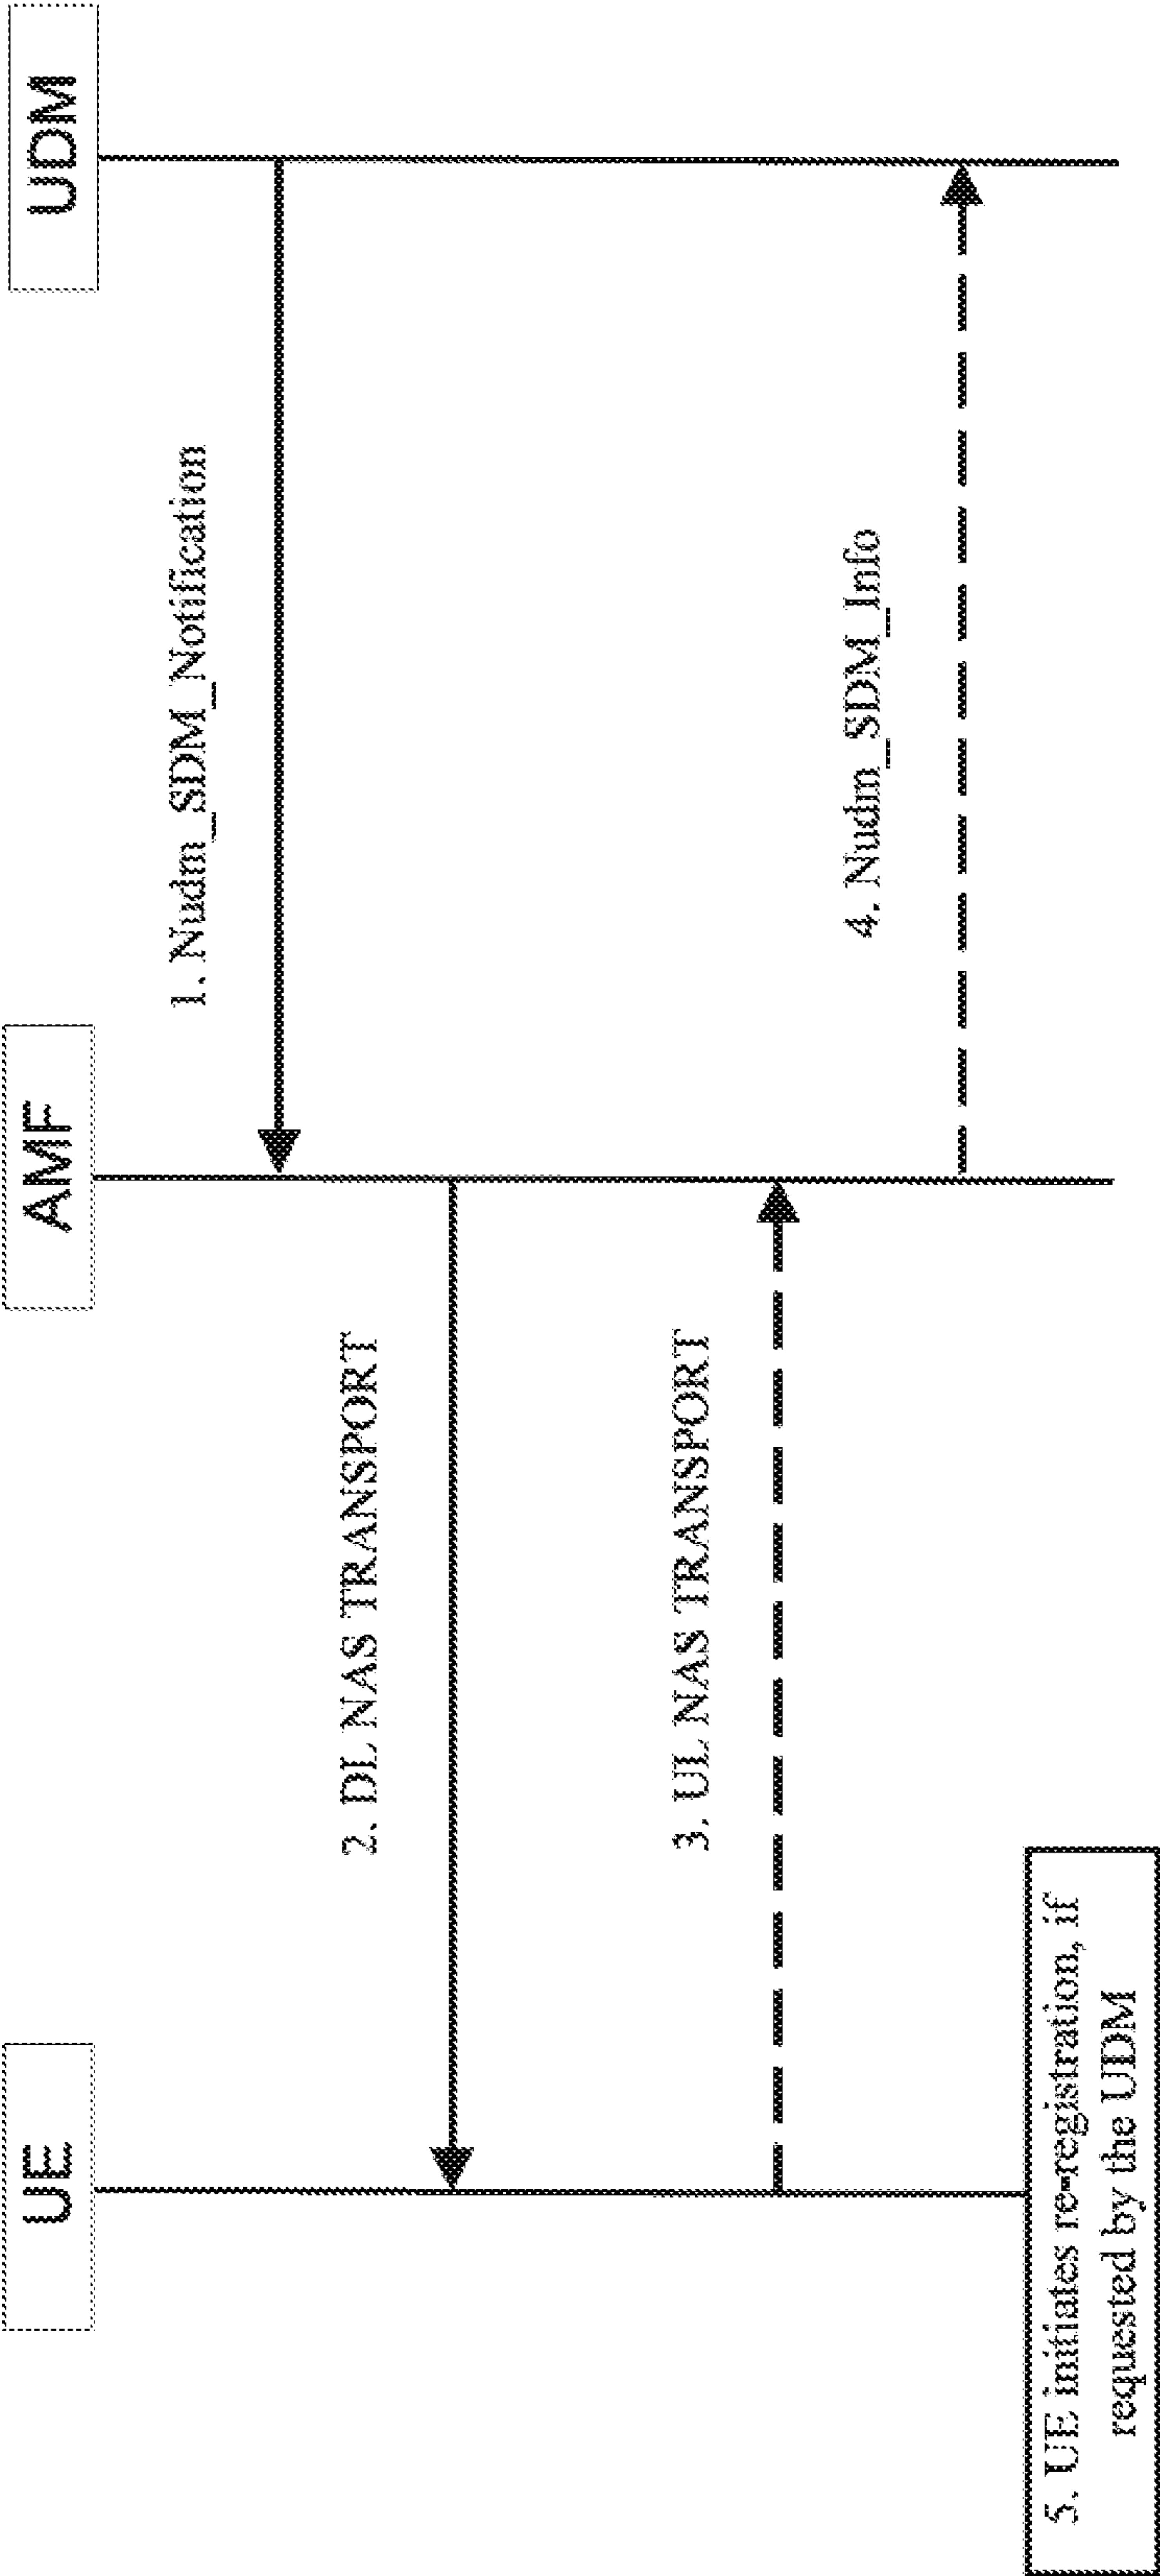 UE
AMF
UDM
1. Nudm_SDM_Notification
2. DL NAS TRANSPORT
3. UL NAS TRANSPORT
4. Nudm_SDM_Info
5. UE initiates re-registration, if
requested by the UDM